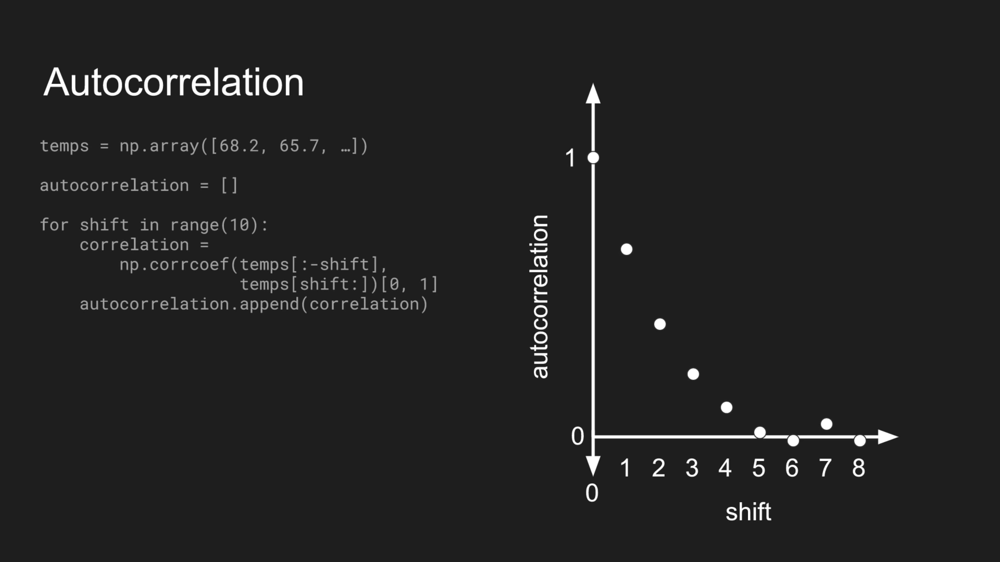 Autocorrelation
temps = np.array([68.2, 65.7, …])
autocorrelation = []
for shift in range(10):
    correlation =
        np.corrcoef(temps[:-shift],
                    temps[shift:])[0, 1]
    autocorrelation.append(correlation)
1
autocorrelation
0
1 2 3 4 5 6 7 8
0
shift